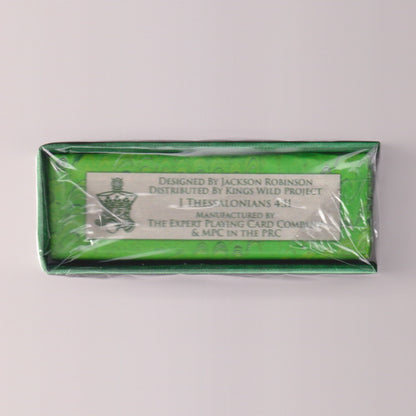 Designed By Jackson Robinson
Distributed By Kings Wild Project
1 Thessalonians 4:11
Manufactured by
The Expert Playing Card Company
& MPC in the PRC